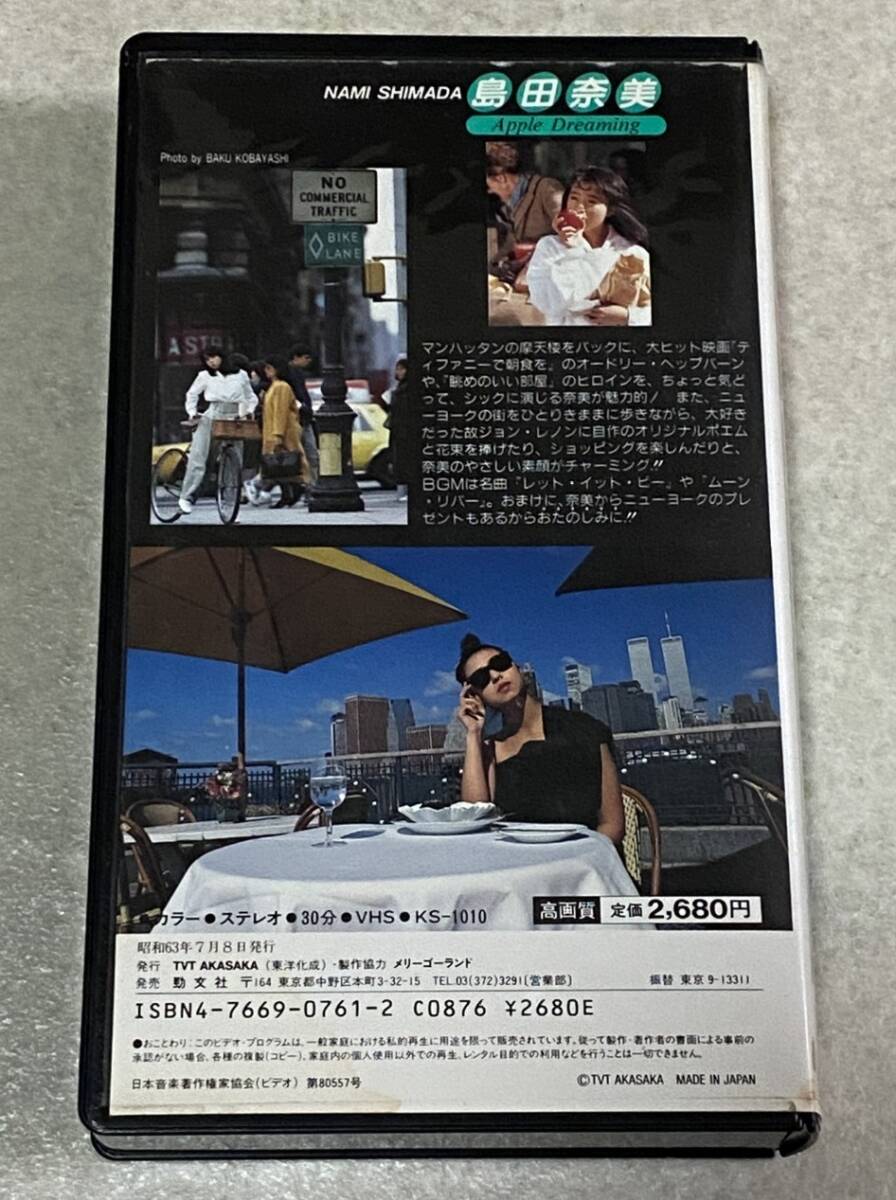 NAMI SHIMADA 島田奈美
Apple Dreaming
Photo by BAKU KOBAYASHI
NO
COMMERCIAL
TRAFFIC
BIKE
LANE
マンハッタンの摩天楼をバックに、大ヒット映画『テ
ィファニーで朝食を』のオードリー・ヘップバーン
や、『眺めのいい部屋』のヒロインを、ちょっと気ど
って、シックに演じる奈美が魅力的! また、ニュ
ーヨークの街をひとりきままに歩きながら、大好き
だった故ジョン・レノンに自作のオリジナルポエム
と花束を捧げたり、ショッピングを楽しんだりと、
奈美のやさしい素顔がチャーミング!!
BGMは名曲『レット・イット・ビー』や『ムーン
・リバー』。おまけに、奈美からニューヨークのプレ
ゼントもあるからおたのしみに!!
カラー●ステレオ●30分●VHS●KS-1010
高画質 定価2,680円
昭和63年7月8日発行
発行 TVT AKASAKA（東洋化成）・製作協力 メリーゴーランド
発売 勁文社 〒164 東京都中野区本町3-32-15 TEL.03(372)3291〔営業部〕 振替 東京9-13311
ISBN4-7669-0761-2 C0876 ¥2680E
●おことわり：このビデオ・プログラムは、一般家庭における私的再生に用途を限って販売されています。従って製作・著作者の書面による事前の
承認がない場合、各種の複製(コピー)、家庭内の個人使用以外での再生、レンタル目的での利用などを行うことは一切できません。
日本音楽著作権家協会(ビデオ) 第80557号
©TVT AKASAKA MADE IN JAPAN